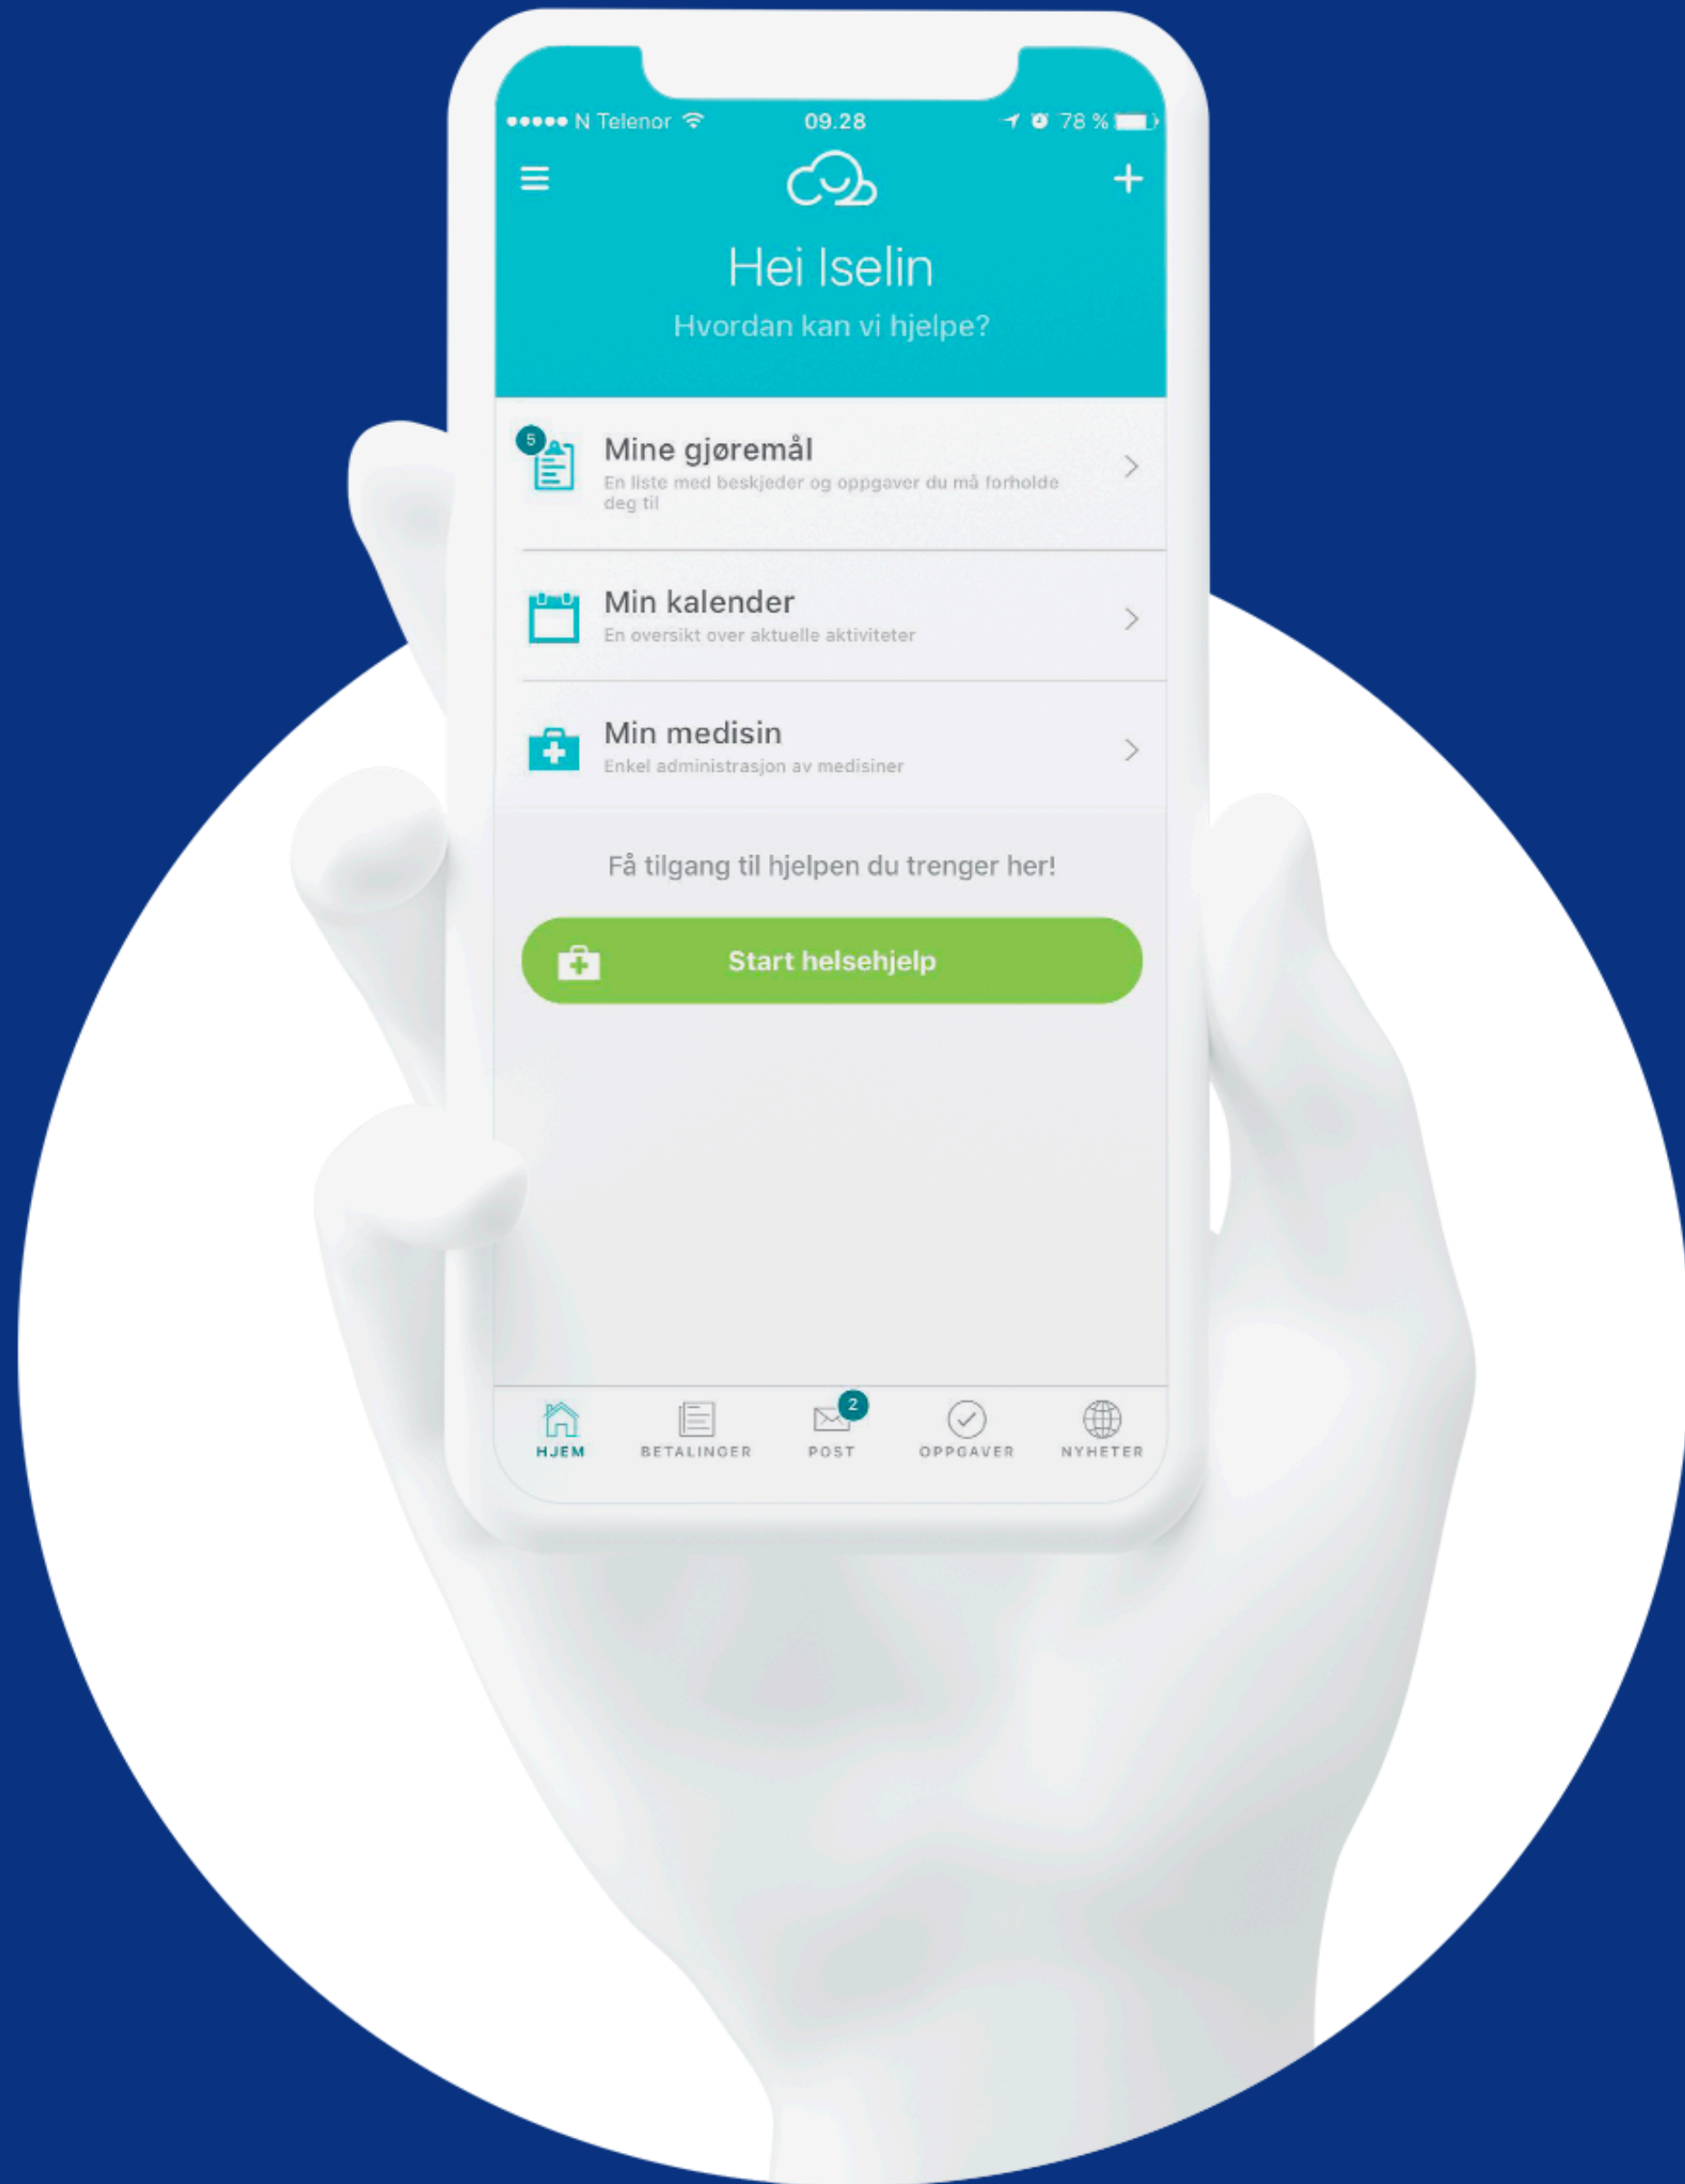 N Telenor 09.28 78 %
Hei Iselin
Hvordan kan vi hjelpe?
5
Mine gjøremål
En liste med beskjeder og oppgaver du må forholde
deg til
Min kalender
En oversikt over aktuelle aktiviteter
Min medisin
Enkel administrasjon av medisiner
Få tilgang til hjelpen du trenger her!
Start helsehjelp
2
HJEM BETALINGER POST OPPGAVER NYHETER